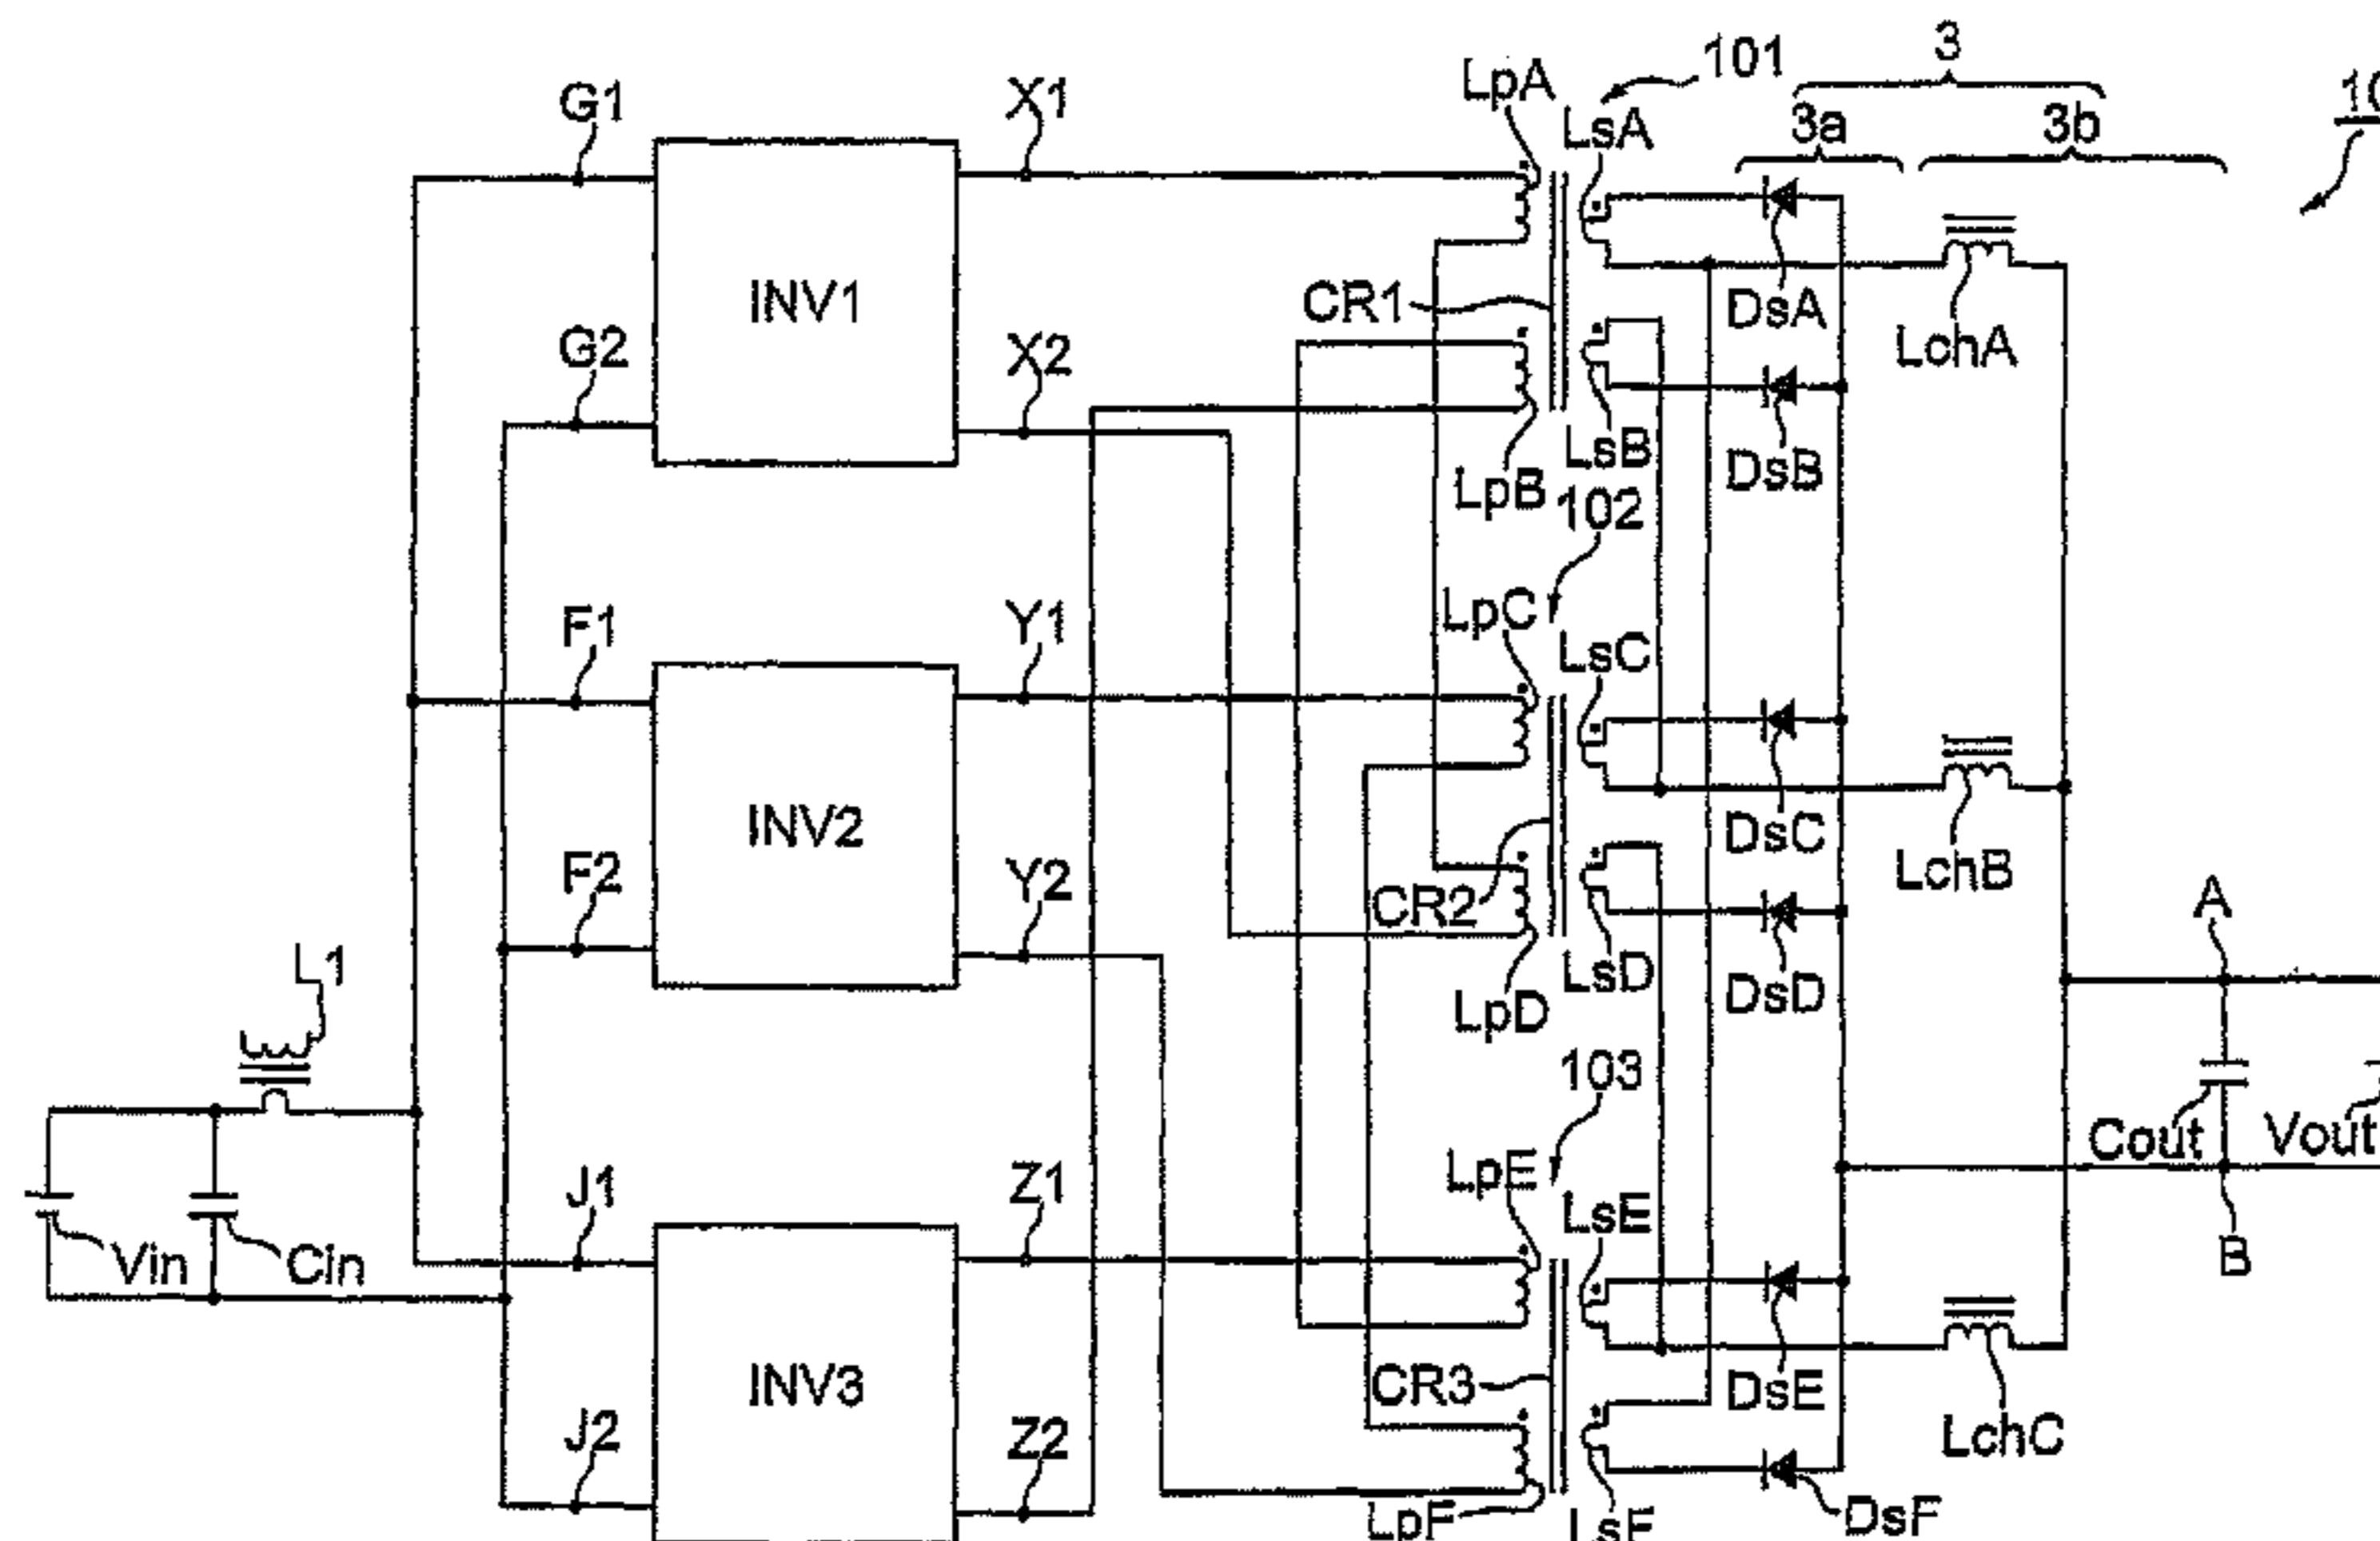 3
101
LpA
LsA
3a
3b
G1
X1
INV1
CR1
DsA
LchA
G2
X2
LsB
DsB
LpB
102
F1
Y1
LpC
LsC
INV2
DsC
LchB
F2
Y2
CR2
A
L1
LsD
DsD
LpD
103
Cout
Vout
J1
Z1
LpE
LsE
Vin
Cin
B
INV3
CR3
DsE
J2
Z2
LchC
LpF
DsF